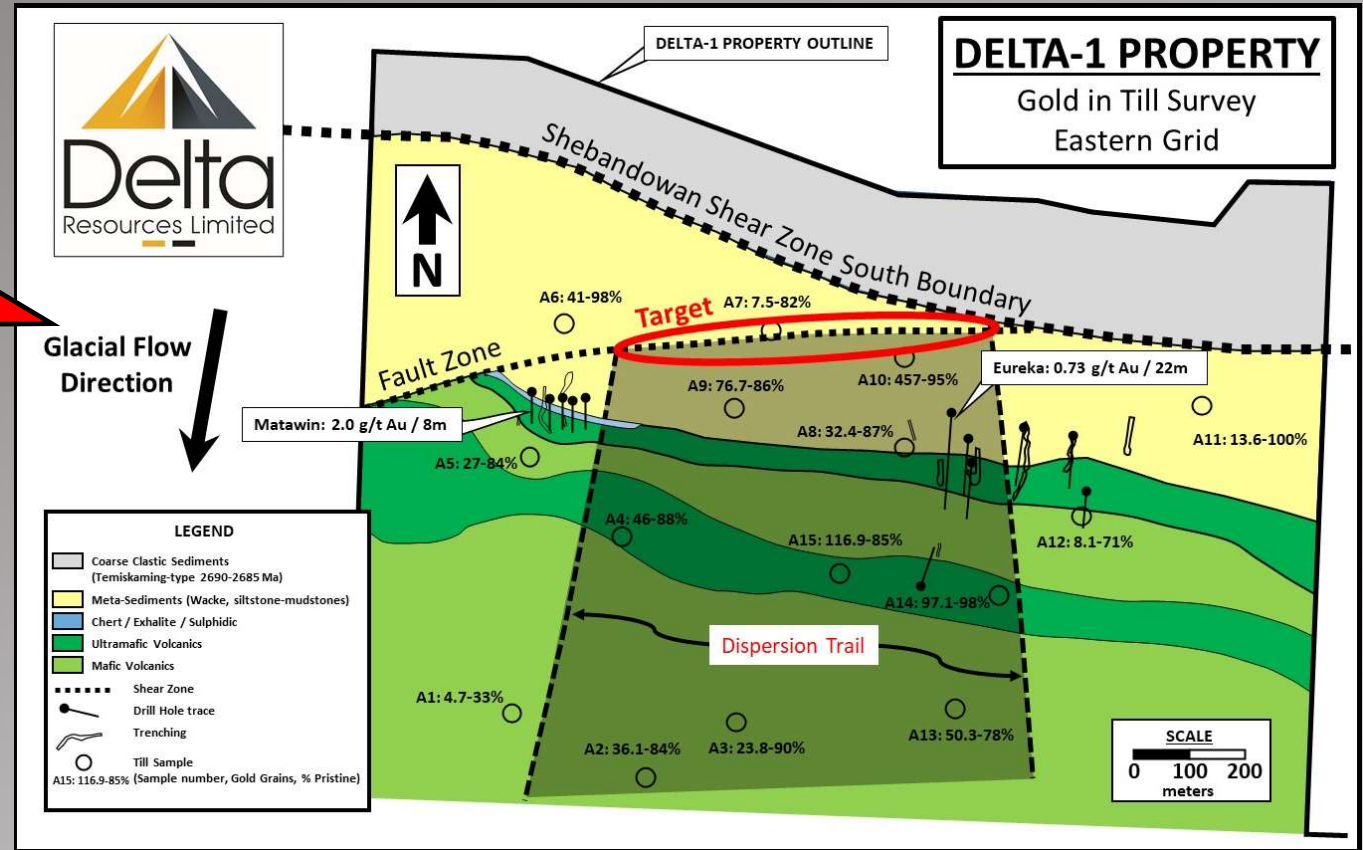 Delta
Resources Limited
DELTA-1 PROPERTY OUTLINE
DELTA-1 PROPERTY
Gold in Till Survey
Eastern Grid
N
Shebandowan Shear Zone South Boundary
Glacial Flow
Direction
A6: 41-98%
A7: 7.5-82%
Target
Fault Zone
A9: 76.7-86%
A10: 457-95%
Eureka: 0.73 g/t Au / 22m
Matawin: 2.0 g/t Au / 8m
A8: 32.4-87%
A11: 13.6-100%
A5: 27-84%
A4: 46-88%
A15: 116.9-85%
A12: 8.1-71%
A14: 97.1-98%
Dispersion Trail
A1: 4.7-33%
A2: 36.1-84%
A3: 23.8-90%
A13: 50.3-78%
LEGEND
Coarse Clastic Sediments
(Temiskaming-type 2690-2685 Ma)
Meta-Sediments (Wacke, siltstone-mudstones)
Chert / Exhalite / Sulphidic
Ultramafic Volcanics
Mafic Volcanics
Shear Zone
Drill Hole trace
Trenching
Till Sample
A15: 116.9-85% (Sample number, Gold Grains, % Pristine)
SCALE
0 100 200
meters